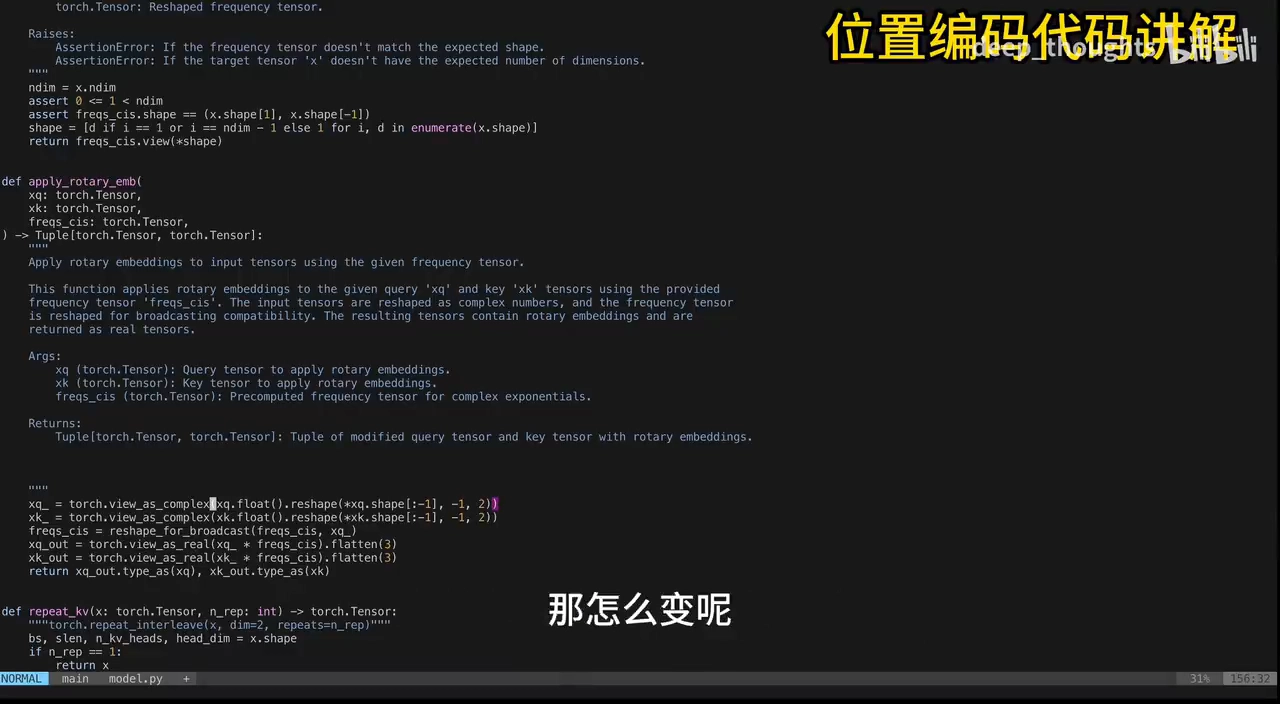 torch.Tensor: Reshaped frequency tensor.
位置编码代码讲解
deep_thoughts bilibili
Raises:
AssertionError: If the frequency tensor doesn't match the expected shape.
AssertionError: If the target tensor 'x' doesn't have the expected number of dimensions.
"""
ndim = x.ndim
assert 0 <= 1 < ndim
assert freqs_cis.shape == (x.shape[1], x.shape[-1])
shape = [d if i == 1 or i == ndim - 1 else 1 for i, d in enumerate(x.shape)]
return freqs_cis.view(*shape)
def apply_rotary_emb(
xq: torch.Tensor,
xk: torch.Tensor,
freqs_cis: torch.Tensor,
) -> Tuple[torch.Tensor, torch.Tensor]:
"""
Apply rotary embeddings to input tensors using the given frequency tensor.
This function applies rotary embeddings to the given query 'xq' and key 'xk' tensors using the provided
frequency tensor 'freqs_cis'. The input tensors are reshaped as complex numbers, and the frequency tensor
is reshaped for broadcasting compatibility. The resulting tensors contain rotary embeddings and are
returned as real tensors.
Args:
xq (torch.Tensor): Query tensor to apply rotary embeddings.
xk (torch.Tensor): Key tensor to apply rotary embeddings.
freqs_cis (torch.Tensor): Precomputed frequency tensor for complex exponentials.
Returns:
Tuple[torch.Tensor, torch.Tensor]: Tuple of modified query tensor and key tensor with rotary embeddings.
"""
xq_ = torch.view_as_complex(xq.float().reshape(*xq.shape[:-1], -1, 2))
xk_ = torch.view_as_complex(xk.float().reshape(*xk.shape[:-1], -1, 2))
freqs_cis = reshape_for_broadcast(freqs_cis, xq_)
xq_out = torch.view_as_real(xq_ * freqs_cis).flatten(3)
xk_out = torch.view_as_real(xk_ * freqs_cis).flatten(3)
return xq_out.type_as(xq), xk_out.type_as(xk)
那怎么变呢
def repeat_kv(x: torch.Tensor, n_rep: int) -> torch.Tensor:
"""torch.repeat_interleave(x, dim=2, repeats=n_rep)"""
bs, slen, n_kv_heads, head_dim = x.shape
if n_rep == 1:
return x
NORMAL main model.py + 31% 156:32